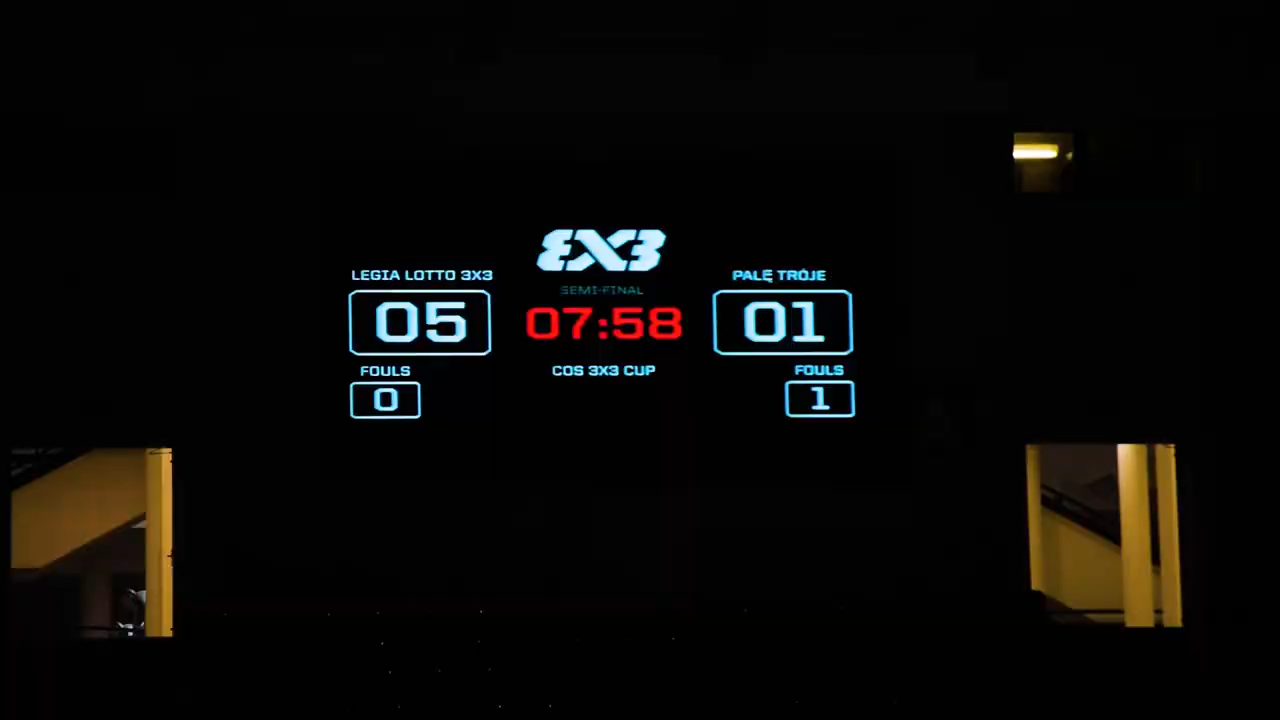 3X3
LEGIA LOTTO 3X3
SEMI-FINAL
PALĘ TRÓJE
05
07:58
01
COS 3X3 CUP
FOULS
FOULS
0
1